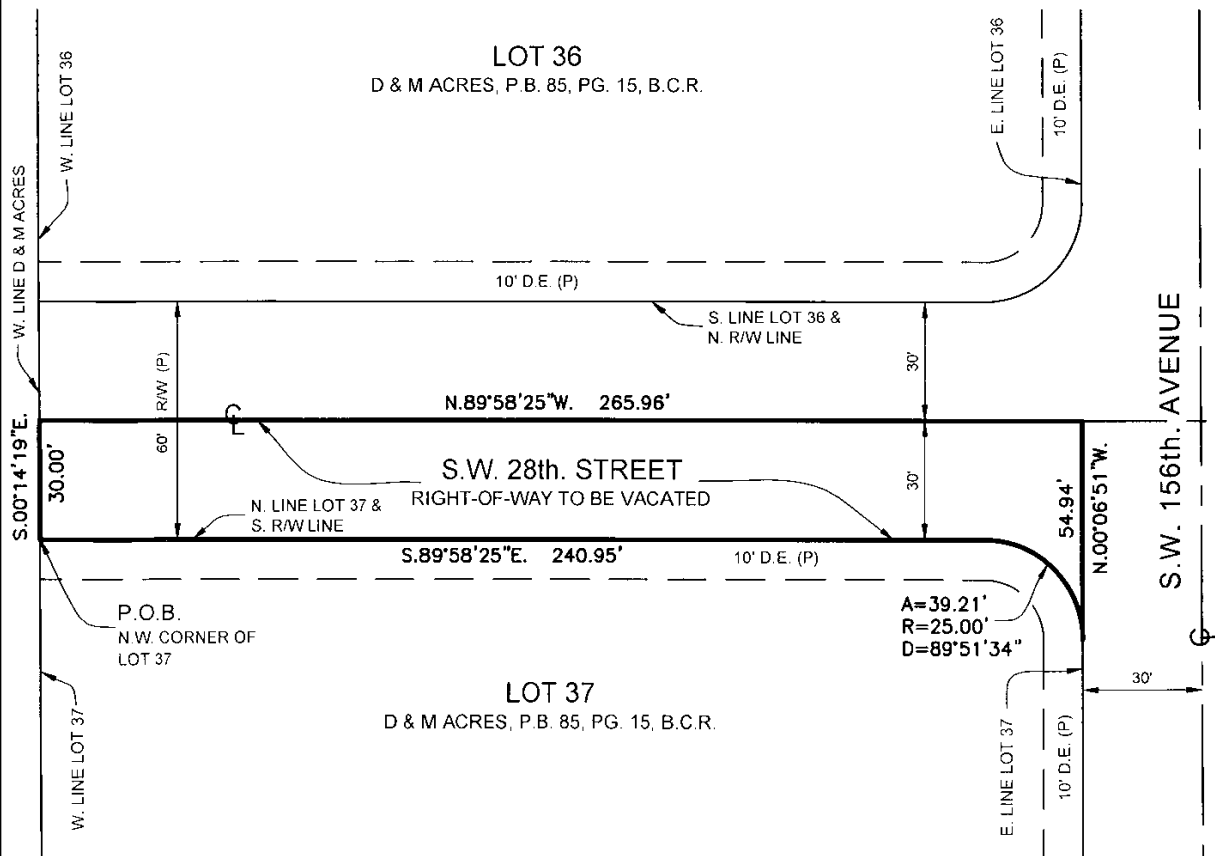 LOT 36
D & M ACRES, P.B. 85, PG. 15, B.C.R.
W. LINE LOT 36
W. LINE D & M ACRES
E. LINE LOT 36
10' D.E. (P)
10' D.E. (P)
S. LINE LOT 36 &
N. R/W LINE
60' R/W (P)
30'
N.89°58'25"W. 265.96'
CL
S.00°14'19"E.
30.00'
S.W. 28th. STREET
RIGHT-OF-WAY TO BE VACATED
30'
N. LINE LOT 37 &
S. R/W LINE
54.94'
N.00°06'51"W.
S.W. 156th. AVENUE
CL
S.89°58'25"E. 240.95'
10' D.E. (P)
P.O.B.
N.W. CORNER OF
LOT 37
A=39.21'
R=25.00'
D=89°51'34"
30'
LOT 37
D & M ACRES, P.B. 85, PG. 15, B.C.R.
W. LINE LOT 37
E. LINE LOT 37
10' D.E. (P)